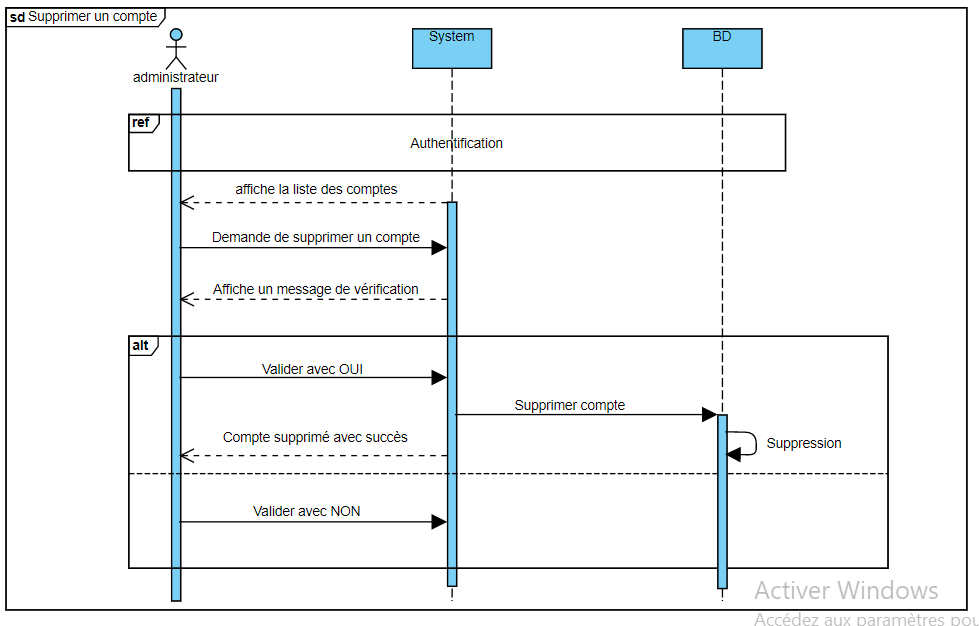 sd Supprimer un compte
System
BD
administrateur
ref
Authentification
affiche la liste des comptes
Demande de supprimer un compte
Affiche un message de vérification
alt
Valider avec OUI
Supprimer compte
Compte supprimé avec succès
Suppression
Valider avec NON
Activer Windows
Accédez aux paramètres pou